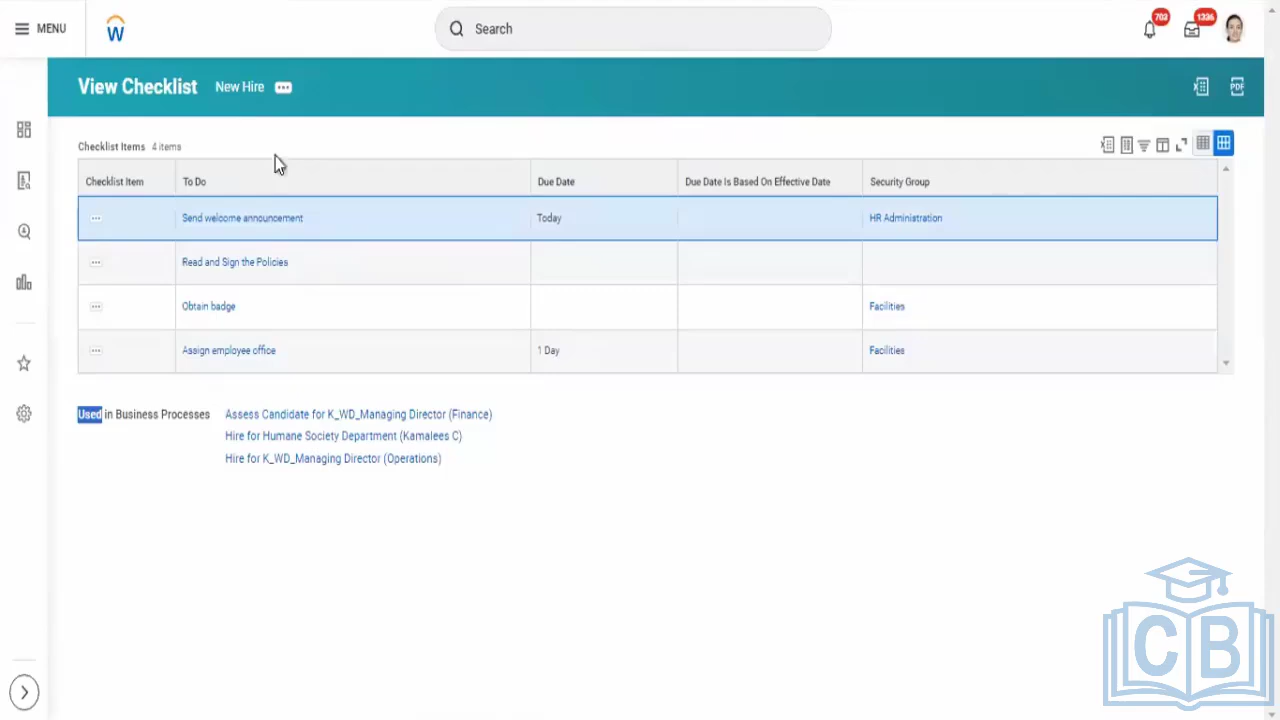 MENU
W
Search
703
1336
View Checklist New Hire
PDF
Checklist Items 4 items
Checklist Item To Do Due Date Due Date Is Based On Effective Date Security Group
Send welcome announcement Today HR Administration
Read and Sign the Policies
Obtain badge Facilities
Assign employee office 1 Day Facilities
Used in Business Processes Assess Candidate for K_WD_Managing Director (Finance)
Hire for Humane Society Department (Kamalees C)
Hire for K_WD_Managing Director (Operations)
CB